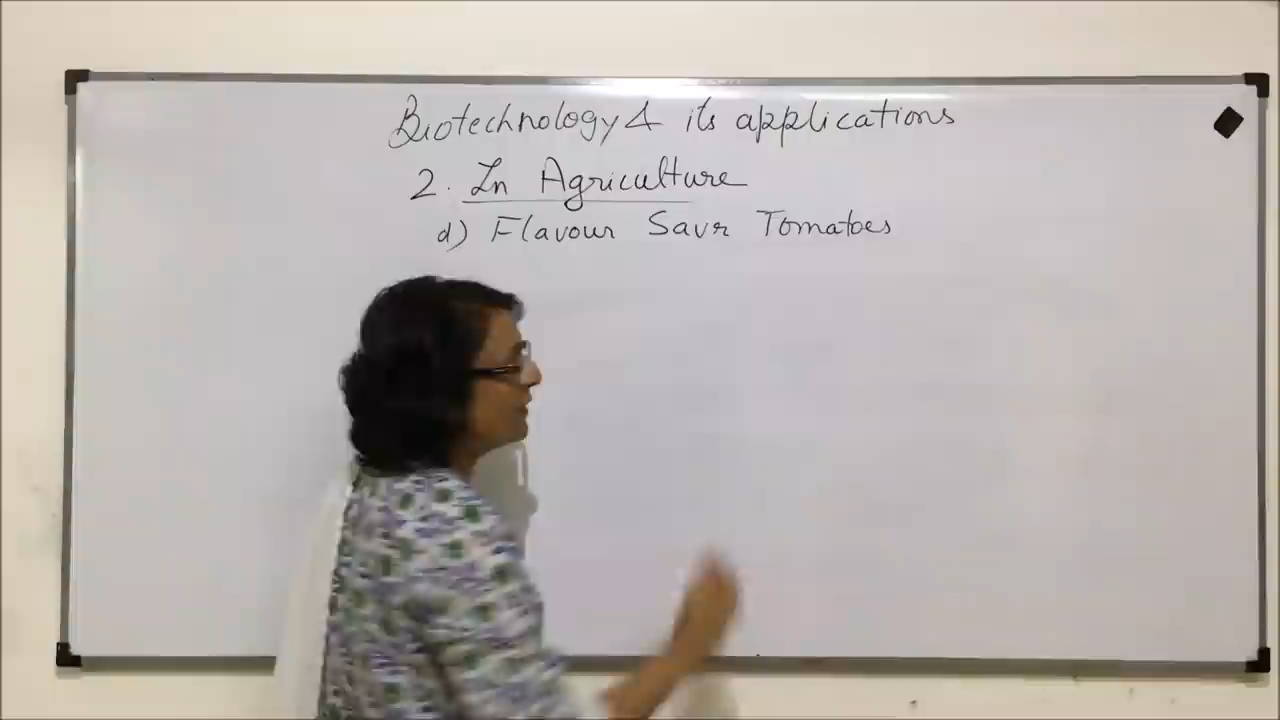 Biotechnology & its applications
2. In Agriculture
d) Flavour Savr Tomatoes